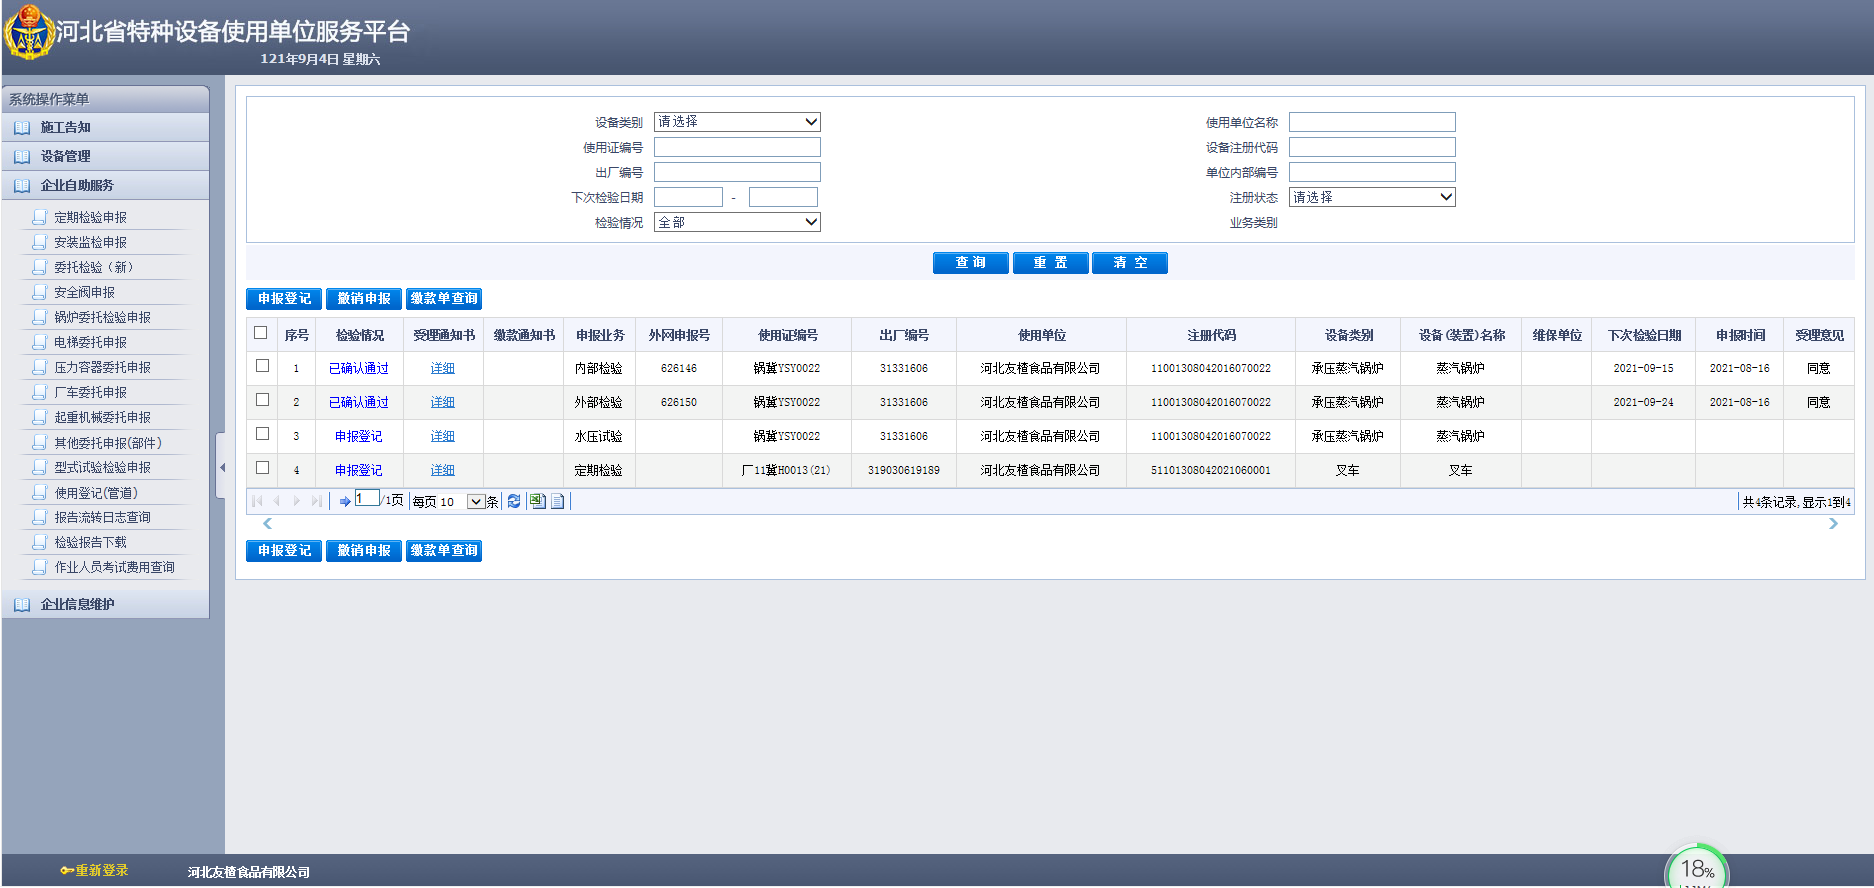 河北省特种设备使用单位服务平台
121年9月4日 星期六
系统操作菜单
施工告知
设备管理
企业自助服务
定期检验申报
安装监检申报
委托检验（新）
安全阀申报
锅炉委托检验申报
电梯委托申报
压力容器委托申报
厂车委托申报
起重机械委托申报
其他委托申报(部件)
型式试验检验申报
使用登记(管道)
报告流转日志查询
检验报告下载
作业人员考试费用查询
企业信息维护
设备类别 请选择 使用单位名称
使用证编号 设备注册代码
出厂编号 单位内部编号
下次检验日期 - 注册状态 请选择
检验情况 全部 业务类别
查 询 重 置 清 空
申报登记 撤销申报 缴款单查询
序号 检验情况 受理通知书 缴款通知书 申报业务 外网申报号 使用证编号 出厂编号 使用单位 注册代码 设备类别 设备(装置)名称 维保单位 下次检验日期 申报时间 受理意见
1 已确认通过 详细 内部检验 626146 锅冀YSY0022 31331606 河北友楂食品有限公司 11001308042016070022 承压蒸汽锅炉 蒸汽锅炉 2021-09-15 2021-08-16 同意
2 已确认通过 详细 外部检验 626150 锅冀YSY0022 31331606 河北友楂食品有限公司 11001308042016070022 承压蒸汽锅炉 蒸汽锅炉 2021-09-24 2021-08-16 同意
3 申报登记 详细 水压试验 锅冀YSY0022 31331606 河北友楂食品有限公司 11001308042016070022 承压蒸汽锅炉 蒸汽锅炉
4 申报登记 详细 定期检验 厂11冀H0013(21) 319030619189 河北友楂食品有限公司 51101308042021060001 叉车 叉车
1 /1页 每页 10 条 共4条记录,显示1到4
申报登记 撤销申报 缴款单查询
重新登录 河北友楂食品有限公司
18%